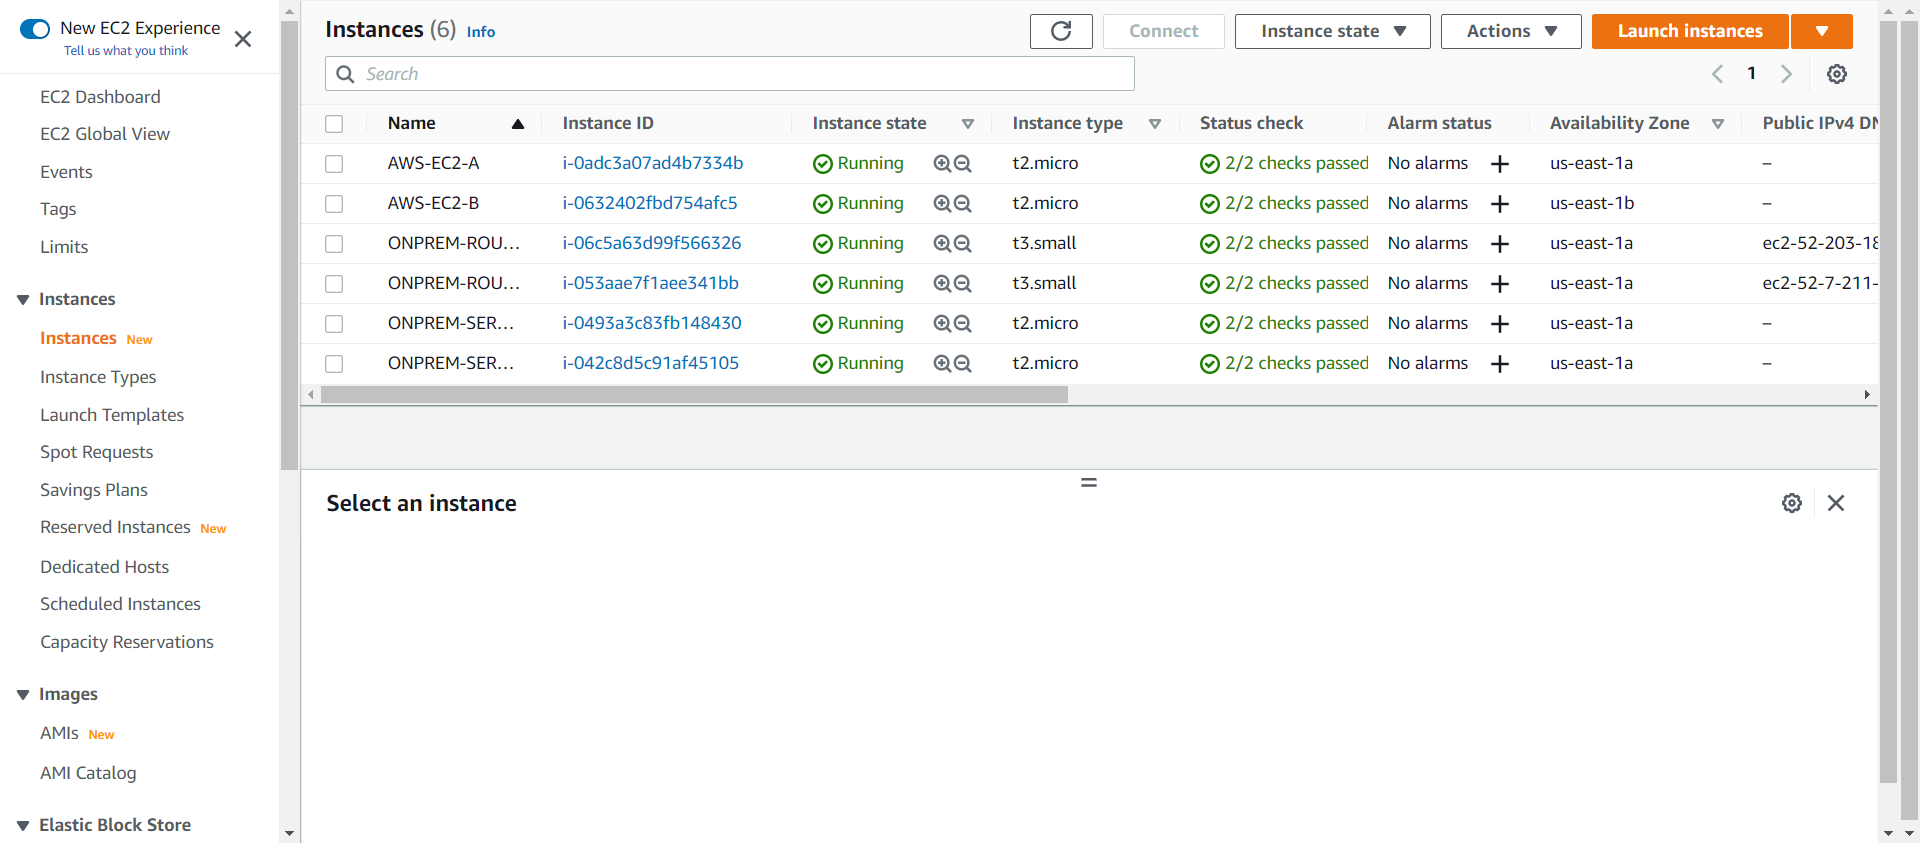 New EC2 Experience
Tell us what you think
EC2 Dashboard
EC2 Global View
Events
Tags
Limits
Instances
Instances New
Instance Types
Launch Templates
Spot Requests
Savings Plans
Reserved Instances New
Dedicated Hosts
Scheduled Instances
Capacity Reservations
Images
AMIs New
AMI Catalog
Elastic Block Store
Instances (6) Info
Connect
Instance state
Actions
Launch instances
Search
1
Name Instance ID Instance state Instance type Status check Alarm status Availability Zone Public IPv4 DN
AWS-EC2-A i-0adc3a07ad4b7334b Running t2.micro 2/2 checks passed No alarms + us-east-1a –
AWS-EC2-B i-0632402fbd754afc5 Running t2.micro 2/2 checks passed No alarms + us-east-1b –
ONPREM-ROU... i-06c5a63d99f566326 Running t3.small 2/2 checks passed No alarms + us-east-1a ec2-52-203-18
ONPREM-ROU... i-053aae7f1aee341bb Running t3.small 2/2 checks passed No alarms + us-east-1a ec2-52-7-211-
ONPREM-SER... i-0493a3c83fb148430 Running t2.micro 2/2 checks passed No alarms + us-east-1a –
ONPREM-SER... i-042c8d5c91af45105 Running t2.micro 2/2 checks passed No alarms + us-east-1a –
Select an instance